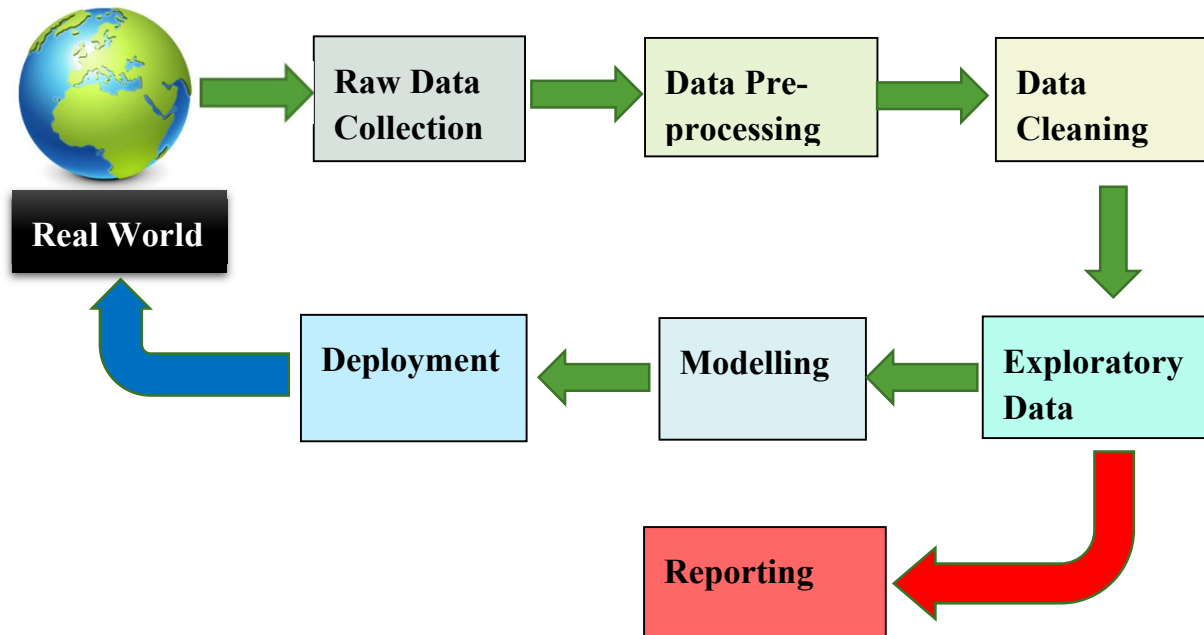 Raw Data
Collection
Data Pre-
processing
Data
Cleaning
Real World
Deployment
Modelling
Exploratory
Data
Reporting